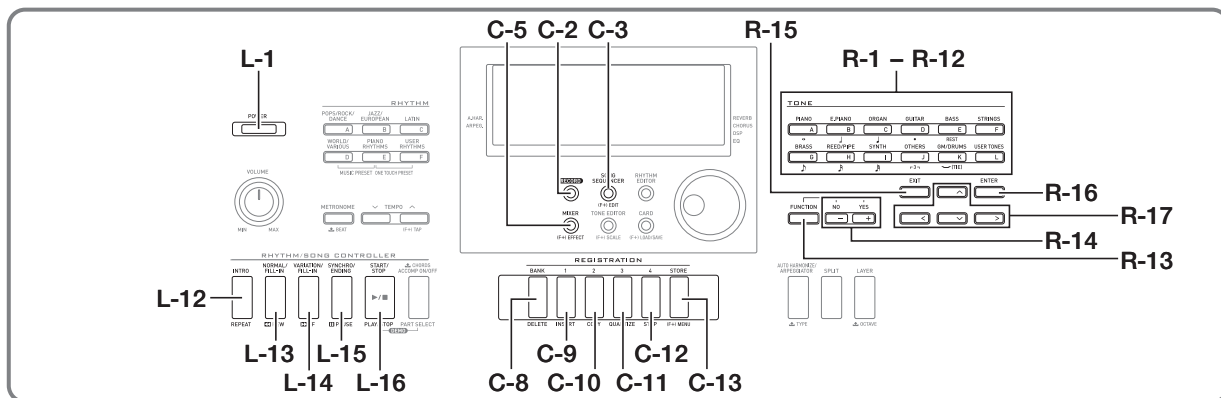 C-5 C-2 C-3
R-15
L-1
R-1 – R-12
RHYTHM
TONE
POWER
POPS/ROCK/DANCE JAZZ/EUROPEAN LATIN
A B C
WORLD/VARIOUS PIANO RHYTHMS USER RHYTHMS
D E F
MUSIC PRESET ONE TOUCH PRESET
A.HAR.
ARPEG.
REVERB
CHORUS
DSP
EQ
PIANO E.PIANO ORGAN GUITAR BASS STRINGS
A B C D E F
REST
BRASS REED/PIPE SYNTH OTHERS GM/DRUMS USER TONES
G H I J K L
(TIE)
VOLUME
MIN MAX
METRONOME TEMPO
BEAT (F+) TAP
RECORD SONG SEQUENCER RHYTHM EDITOR
(F+) EDIT
MIXER TONE EDITOR CARD
(F+) EFFECT (F+) SCALE (F+) LOAD/SAVE
EXIT ENTER
R-16
FUNCTION NO YES
− +
< >
R-17
R-14
R-13
RHYTHM/SONG CONTROLLER
INTRO NORMAL/FILL-IN VARIATION/FILL-IN SYNCHRO/ENDING START/STOP CHORDS ACCOMP ON/OFF
REPEAT PART SELECT
DEMO
REGISTRATION
BANK 1 2 3 4 STORE
DELETE (F+) MENU
AUTO HARMONIZE/ARPEGGIATOR SPLIT LAYER
TYPE OCTAVE
L-12
L-13 L-15
L-14 L-16
C-9 C-12
C-8 C-10 C-11 C-13